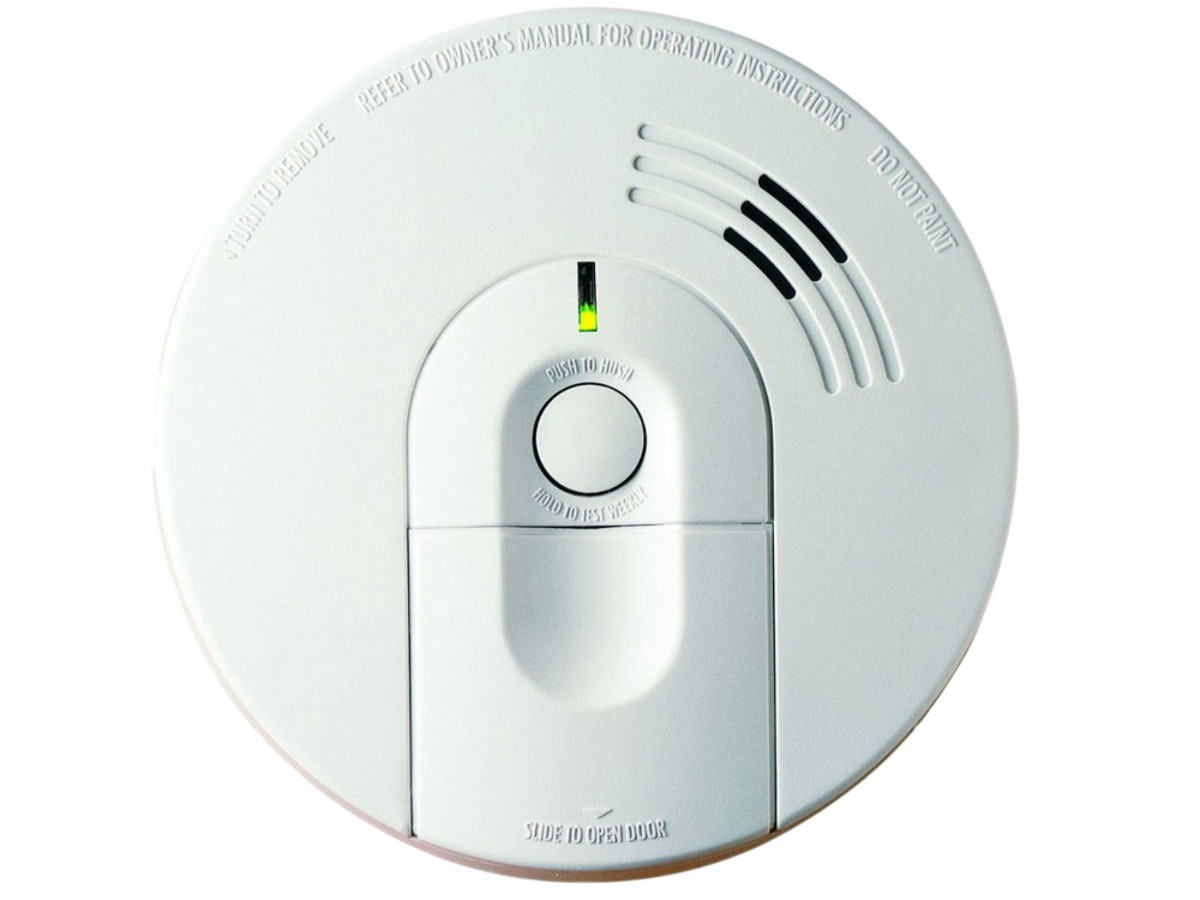 REFER TO OWNER'S MANUAL FOR OPERATING INSTRUCTIONS
TURN TO REMOVE
DO NOT PAINT
PUSH TO HUSH
HOLD TO TEST WEEKLY
SLIDE TO OPEN DOOR